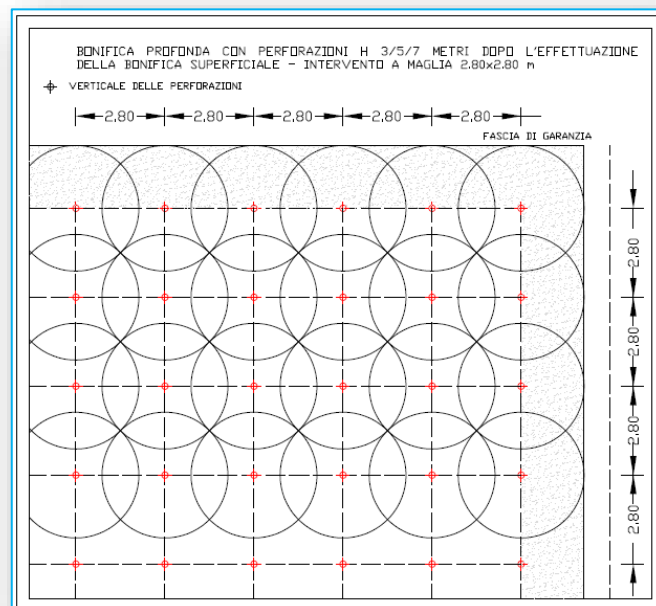 BONIFICA PROFONDA CON PERFORAZIONI H 3/5/7 METRI DOPO L'EFFETTUAZIONE
DELLA BONIFICA SUPERFICIALE - INTERVENTO A MAGLIA 2.80x2.80 m
VERTICALE DELLE PERFORAZIONI
2,80 2,80 2,80 2,80 2,80
FASCIA DI GARANZIA
2,80
2,80
2,80
2,80